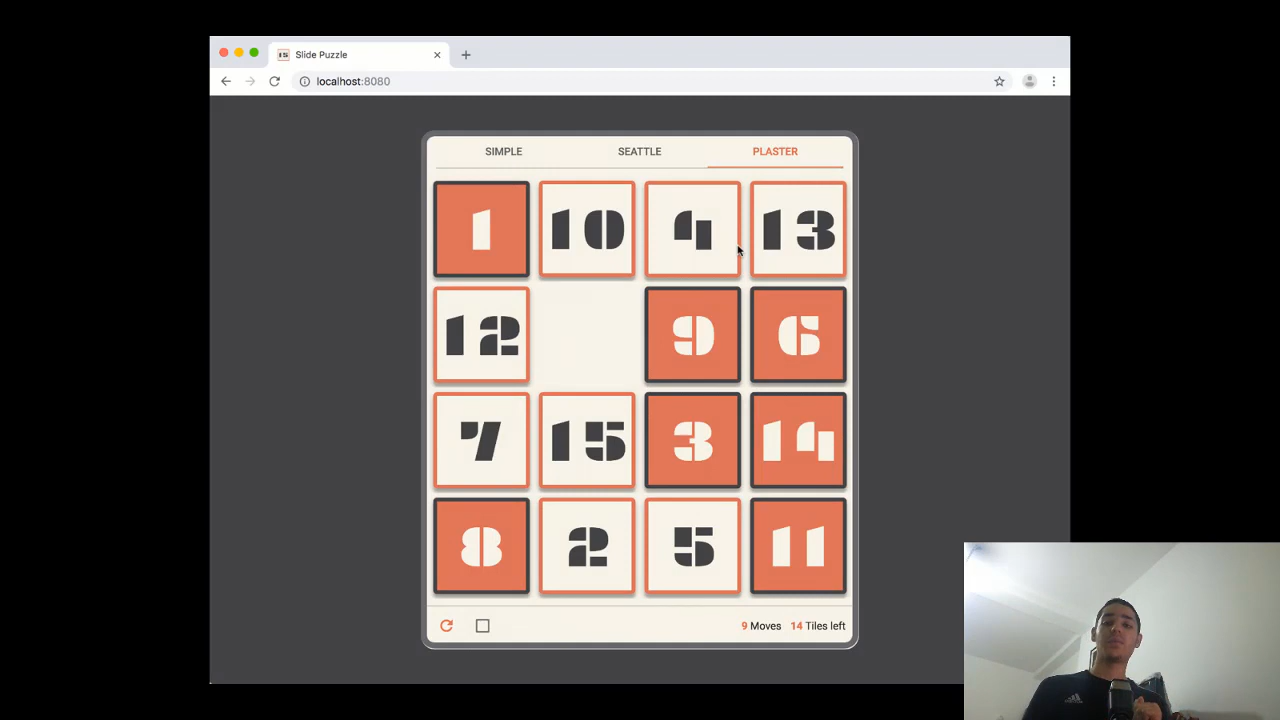 15 Slide Puzzle
localhost:8080
SIMPLE SEATTLE PLASTER
1 10 4 13
12 9 6
7 15 3 14
8 2 5 11
9 Moves 14 Tiles left